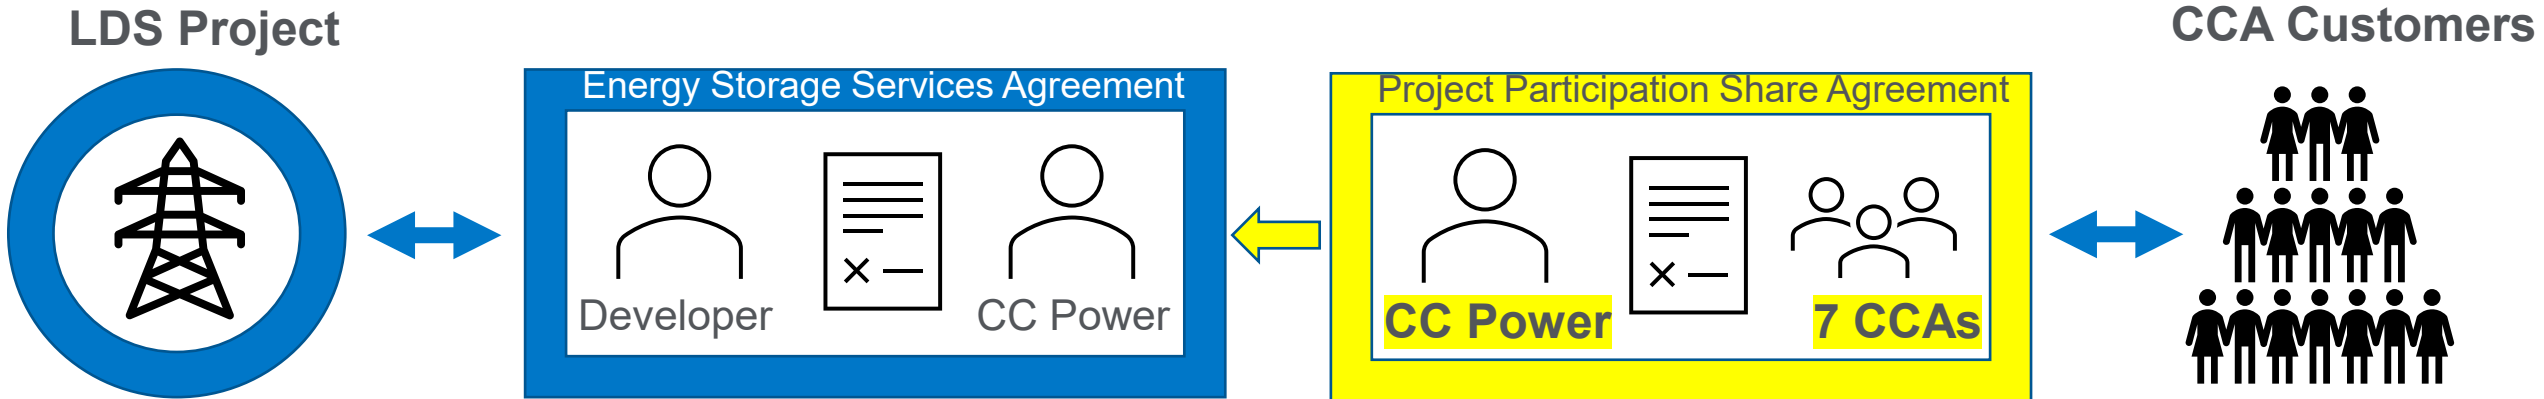 LDS Project
CCA Customers
Energy Storage Services Agreement
Developer
CC Power
Project Participation Share Agreement
CC Power
7 CCAs